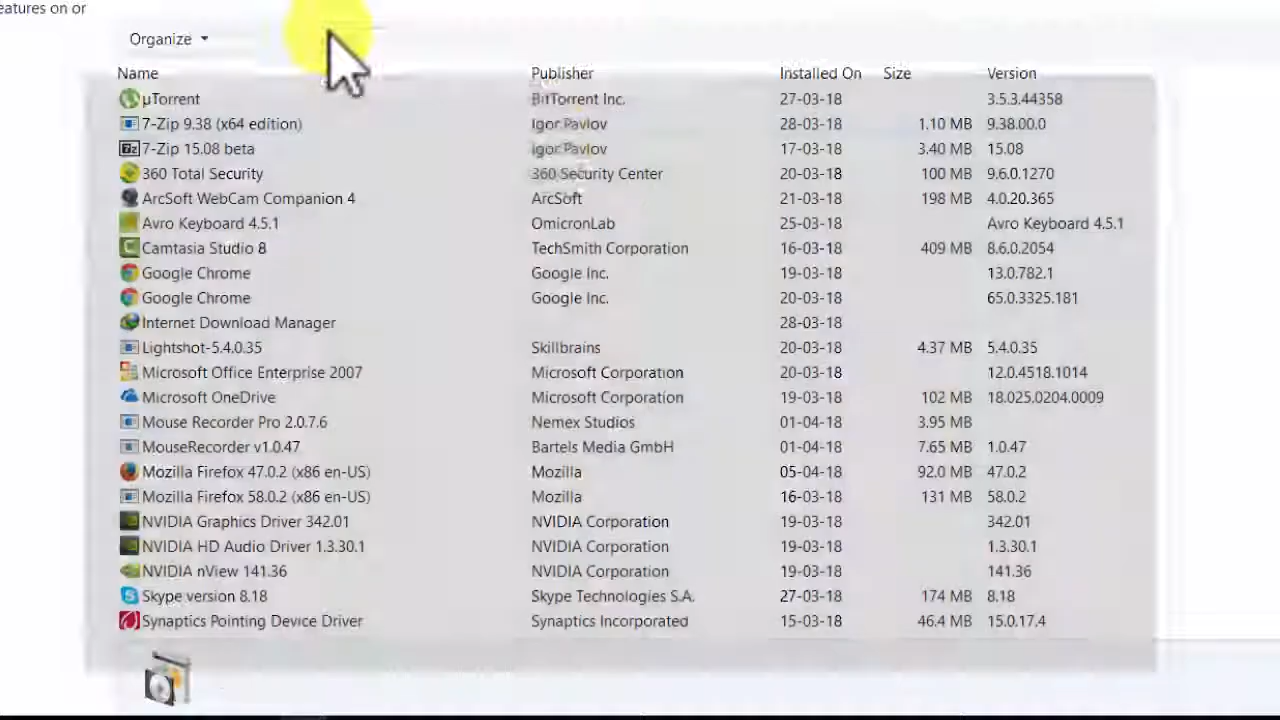 eatures on or
Organize
Name Publisher Installed On Size Version
µTorrent BitTorrent Inc. 27-03-18 3.5.3.44358
7-Zip 9.38 (x64 edition) Igor Pavlov 28-03-18 1.10 MB 9.38.00.0
7-Zip 15.08 beta Igor Pavlov 17-03-18 3.40 MB 15.08
360 Total Security 360 Security Center 20-03-18 100 MB 9.6.0.1270
ArcSoft WebCam Companion 4 ArcSoft 21-03-18 198 MB 4.0.20.365
Avro Keyboard 4.5.1 OmicronLab 25-03-18 Avro Keyboard 4.5.1
Camtasia Studio 8 TechSmith Corporation 16-03-18 409 MB 8.6.0.2054
Google Chrome Google Inc. 19-03-18 13.0.782.1
Google Chrome Google Inc. 20-03-18 65.0.3325.181
Internet Download Manager 28-03-18
Lightshot-5.4.0.35 Skillbrains 20-03-18 4.37 MB 5.4.0.35
Microsoft Office Enterprise 2007 Microsoft Corporation 20-03-18 12.0.4518.1014
Microsoft OneDrive Microsoft Corporation 19-03-18 102 MB 18.025.0204.0009
Mouse Recorder Pro 2.0.7.6 Nemex Studios 01-04-18 3.95 MB
MouseRecorder v1.0.47 Bartels Media GmbH 01-04-18 7.65 MB 1.0.47
Mozilla Firefox 47.0.2 (x86 en-US) Mozilla 05-04-18 92.0 MB 47.0.2
Mozilla Firefox 58.0.2 (x86 en-US) Mozilla 16-03-18 131 MB 58.0.2
NVIDIA Graphics Driver 342.01 NVIDIA Corporation 19-03-18 342.01
NVIDIA HD Audio Driver 1.3.30.1 NVIDIA Corporation 19-03-18 1.3.30.1
NVIDIA nView 141.36 NVIDIA Corporation 19-03-18 141.36
Skype version 8.18 Skype Technologies S.A. 27-03-18 174 MB 8.18
Synaptics Pointing Device Driver Synaptics Incorporated 15-03-18 46.4 MB 15.0.17.4